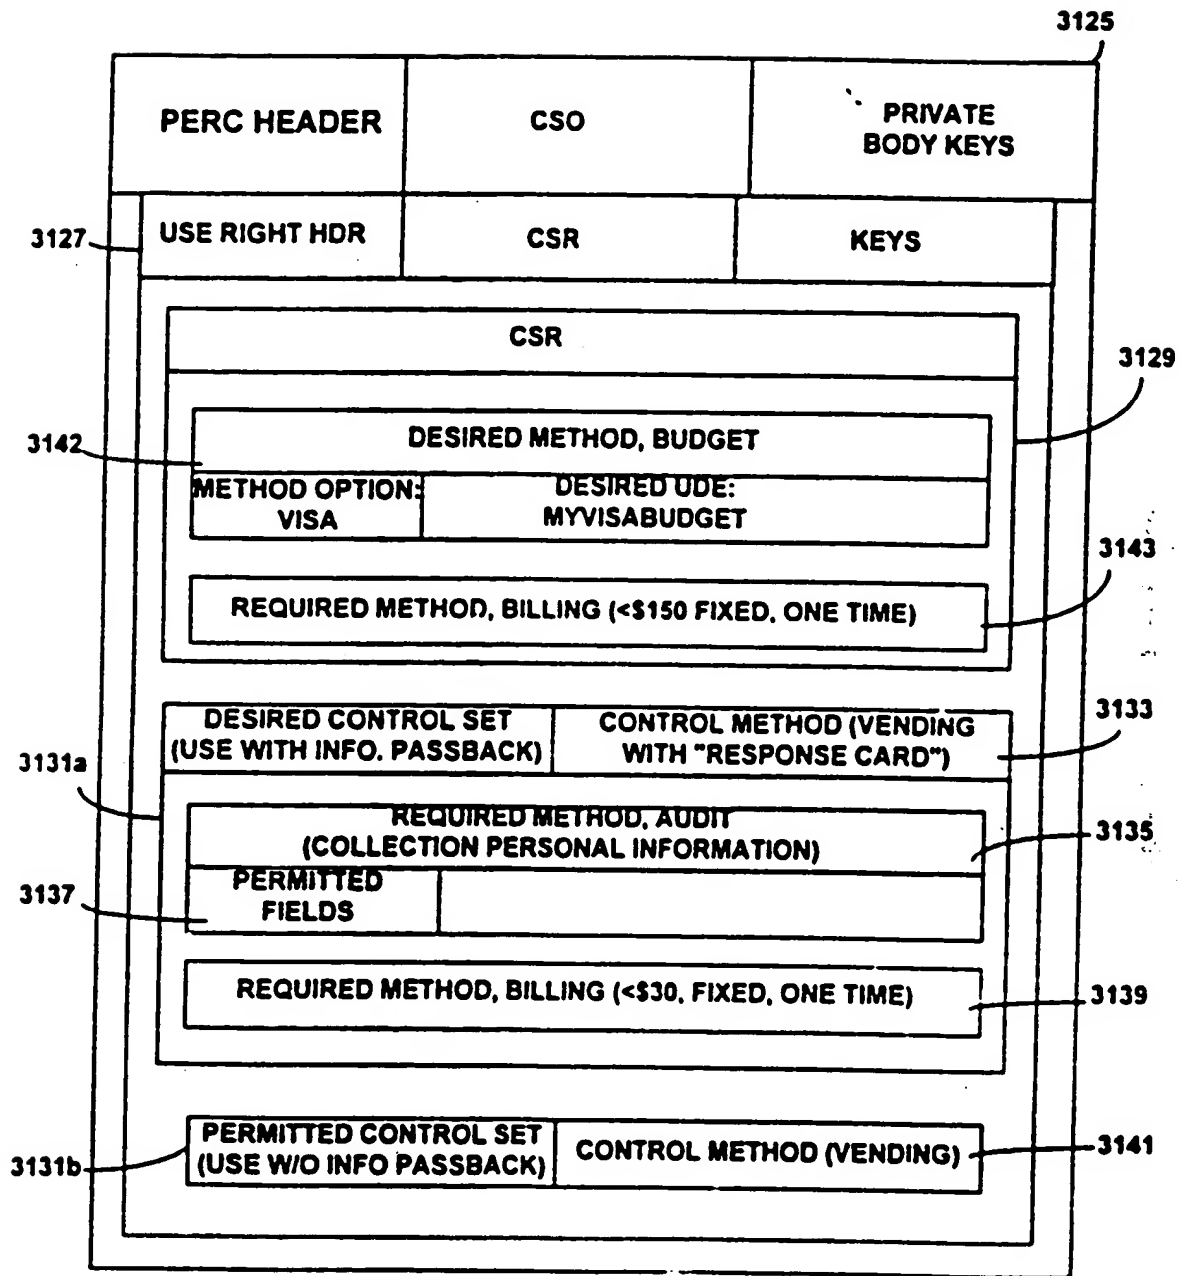 3125
PERC HEADER
CSO
PRIVATE
BODY KEYS
3127
USE RIGHT HDR
CSR
KEYS
CSR
3129
3142
DESIRED METHOD, BUDGET
METHOD OPTION:
VISA
DESIRED UDE:
MYVISABUDGET
3143
REQUIRED METHOD, BILLING (<$150 FIXED, ONE TIME)
DESIRED CONTROL SET
(USE WITH INFO. PASSBACK)
CONTROL METHOD (VENDING
WITH "RESPONSE CARD")
3133
3131a
REQUIRED METHOD, AUDIT
(COLLECTION PERSONAL INFORMATION)
3135
3137
PERMITTED
FIELDS
REQUIRED METHOD, BILLING (<$30, FIXED, ONE TIME)
3139
3131b
PERMITTED CONTROL SET
(USE W/O INFO PASSBACK)
CONTROL METHOD (VENDING)
3141